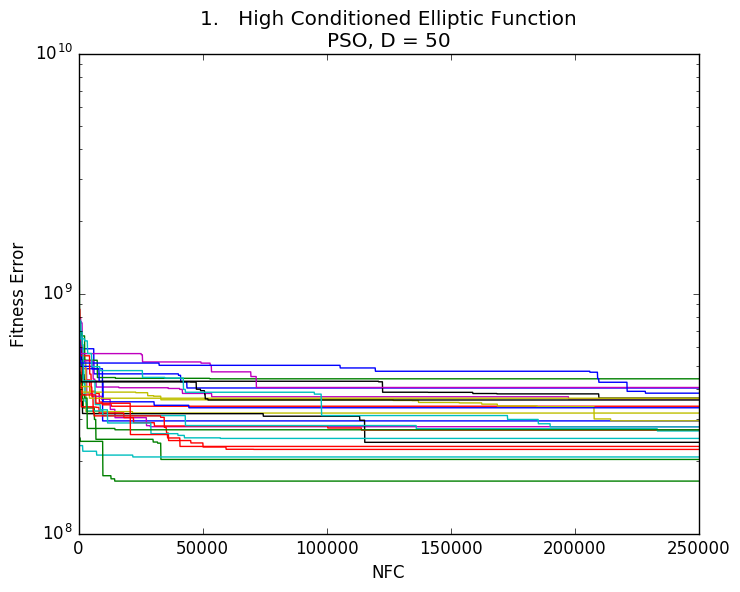 1. High Conditioned Elliptic Function
PSO, D = 50
10^10
10^9
10^8
Fitness Error
0 50000 100000 150000 200000 250000
NFC